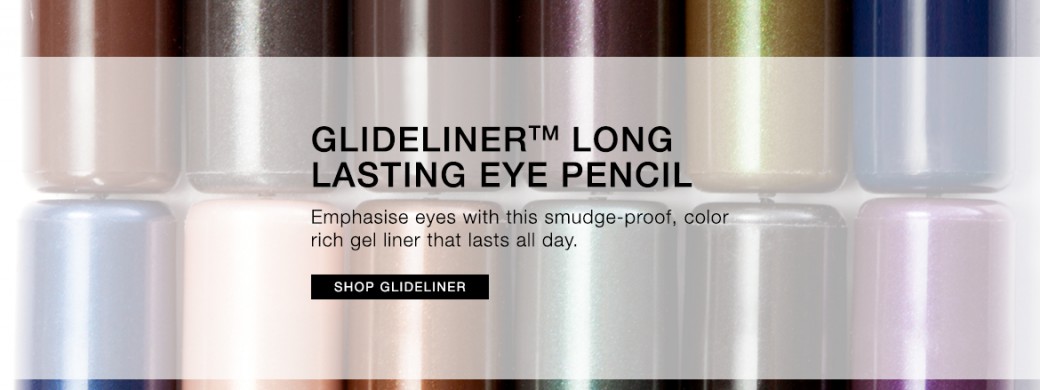 GLIDELINER™ LONG
LASTING EYE PENCIL
Emphasise eyes with this smudge-proof, color
rich gel liner that lasts all day.
SHOP GLIDELINER